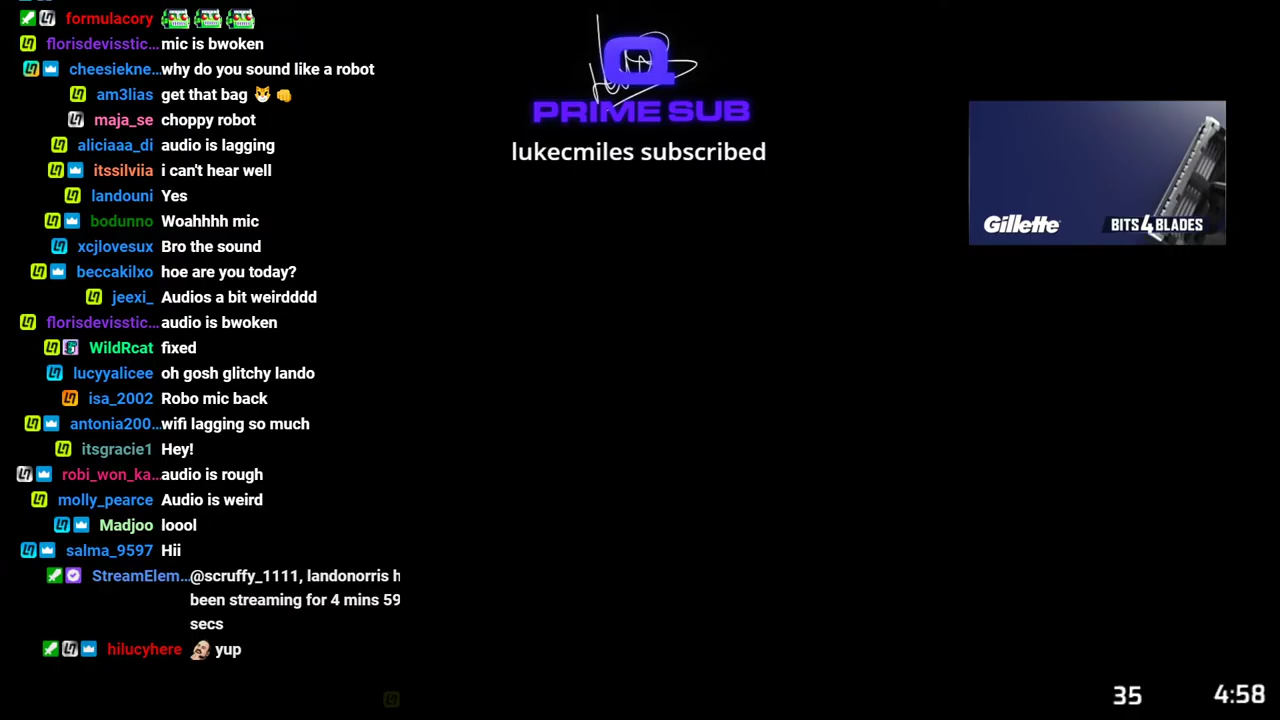 formulacory
florisdevisstic... mic is bwoken
cheesiekne... why do you sound like a robot
am3lias get that bag
maja_se choppy robot
aliciaaa_di audio is lagging
itssilviia i can't hear well
landouni Yes
bodunno Woahhhh mic
xcjlovesux Bro the sound
beccakilxo hoe are you today?
jeexi_ Audios a bit weirdddd
florisdevisstic... audio is bwoken
WildRcat fixed
lucyyalicee oh gosh glitchy lando
isa_2002 Robo mic back
antonia200... wifi lagging so much
itsgracie1 Hey!
robi_won_ka... audio is rough
molly_pearce Audio is weird
Madjoo loool
salma_9597 Hii
StreamElem... @scruffy_1111, landonorris h
been streaming for 4 mins 59
secs
hilucyhere yup
Q
PRIME SUB
lukecmiles subscribed
Gillette BITS 4 BLADES
35 4:58